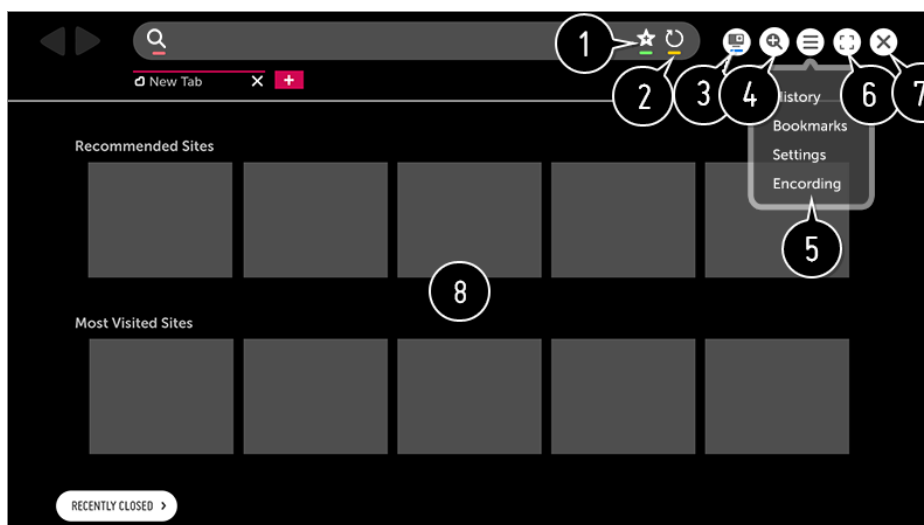 1
2
3
4
6
7
New Tab
History
Bookmarks
Settings
Encording
5
Recommended Sites
8
Most Visited Sites
RECENTLY CLOSED